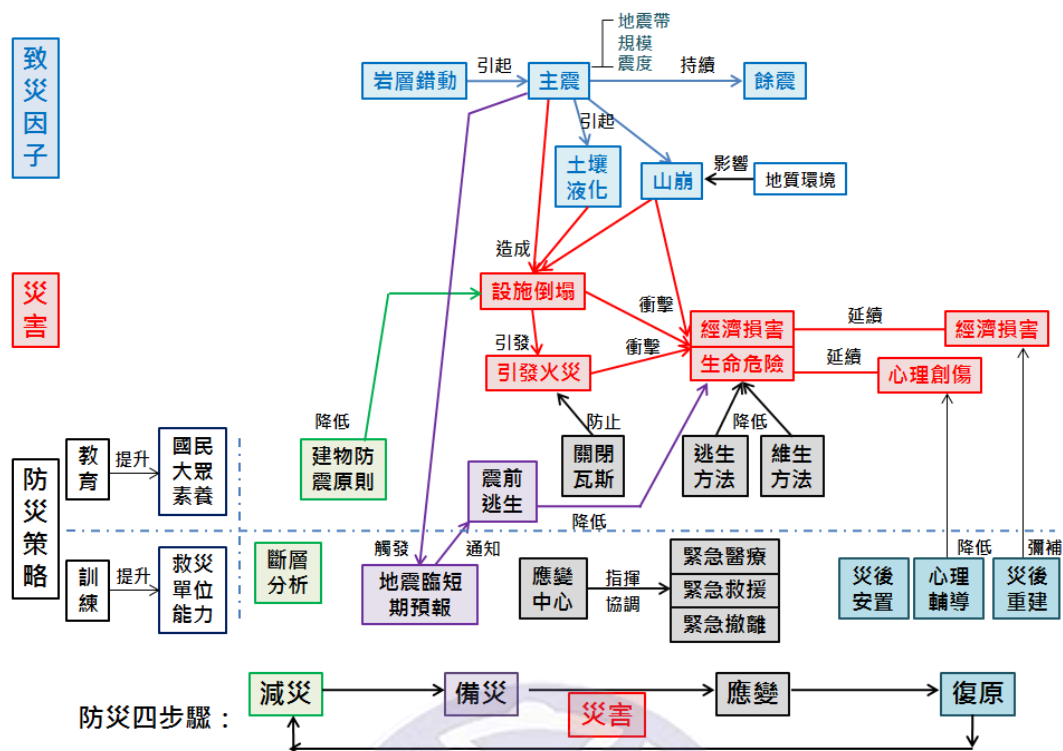 致
災
因
子
地震帶
規模
震度
岩層錯動
引起
主震
持續
餘震
引起
土壤
液化
山崩
影響
地質環境
造成
災
害
設施倒塌
衝擊
經濟損害
延續
經濟損害
引發
引發火災
衝擊
生命危險
延續
心理創傷
降低
防止
降低
防
災
策
略
教
育
提升
國民
大眾
素養
建物防
震原則
關閉
瓦斯
逃生
方法
維生
方法
震前
逃生
降低
訓
練
提升
救災
單位
能力
斷層
分析
觸發
通知
地震臨短
期預報
應變
中心
指揮
協調
緊急醫療
緊急救援
緊急撤離
災後
安置
心理
輔導
降低
災後
重建
彌補
防災四步驟：
減災
備災
災害
應變
復原